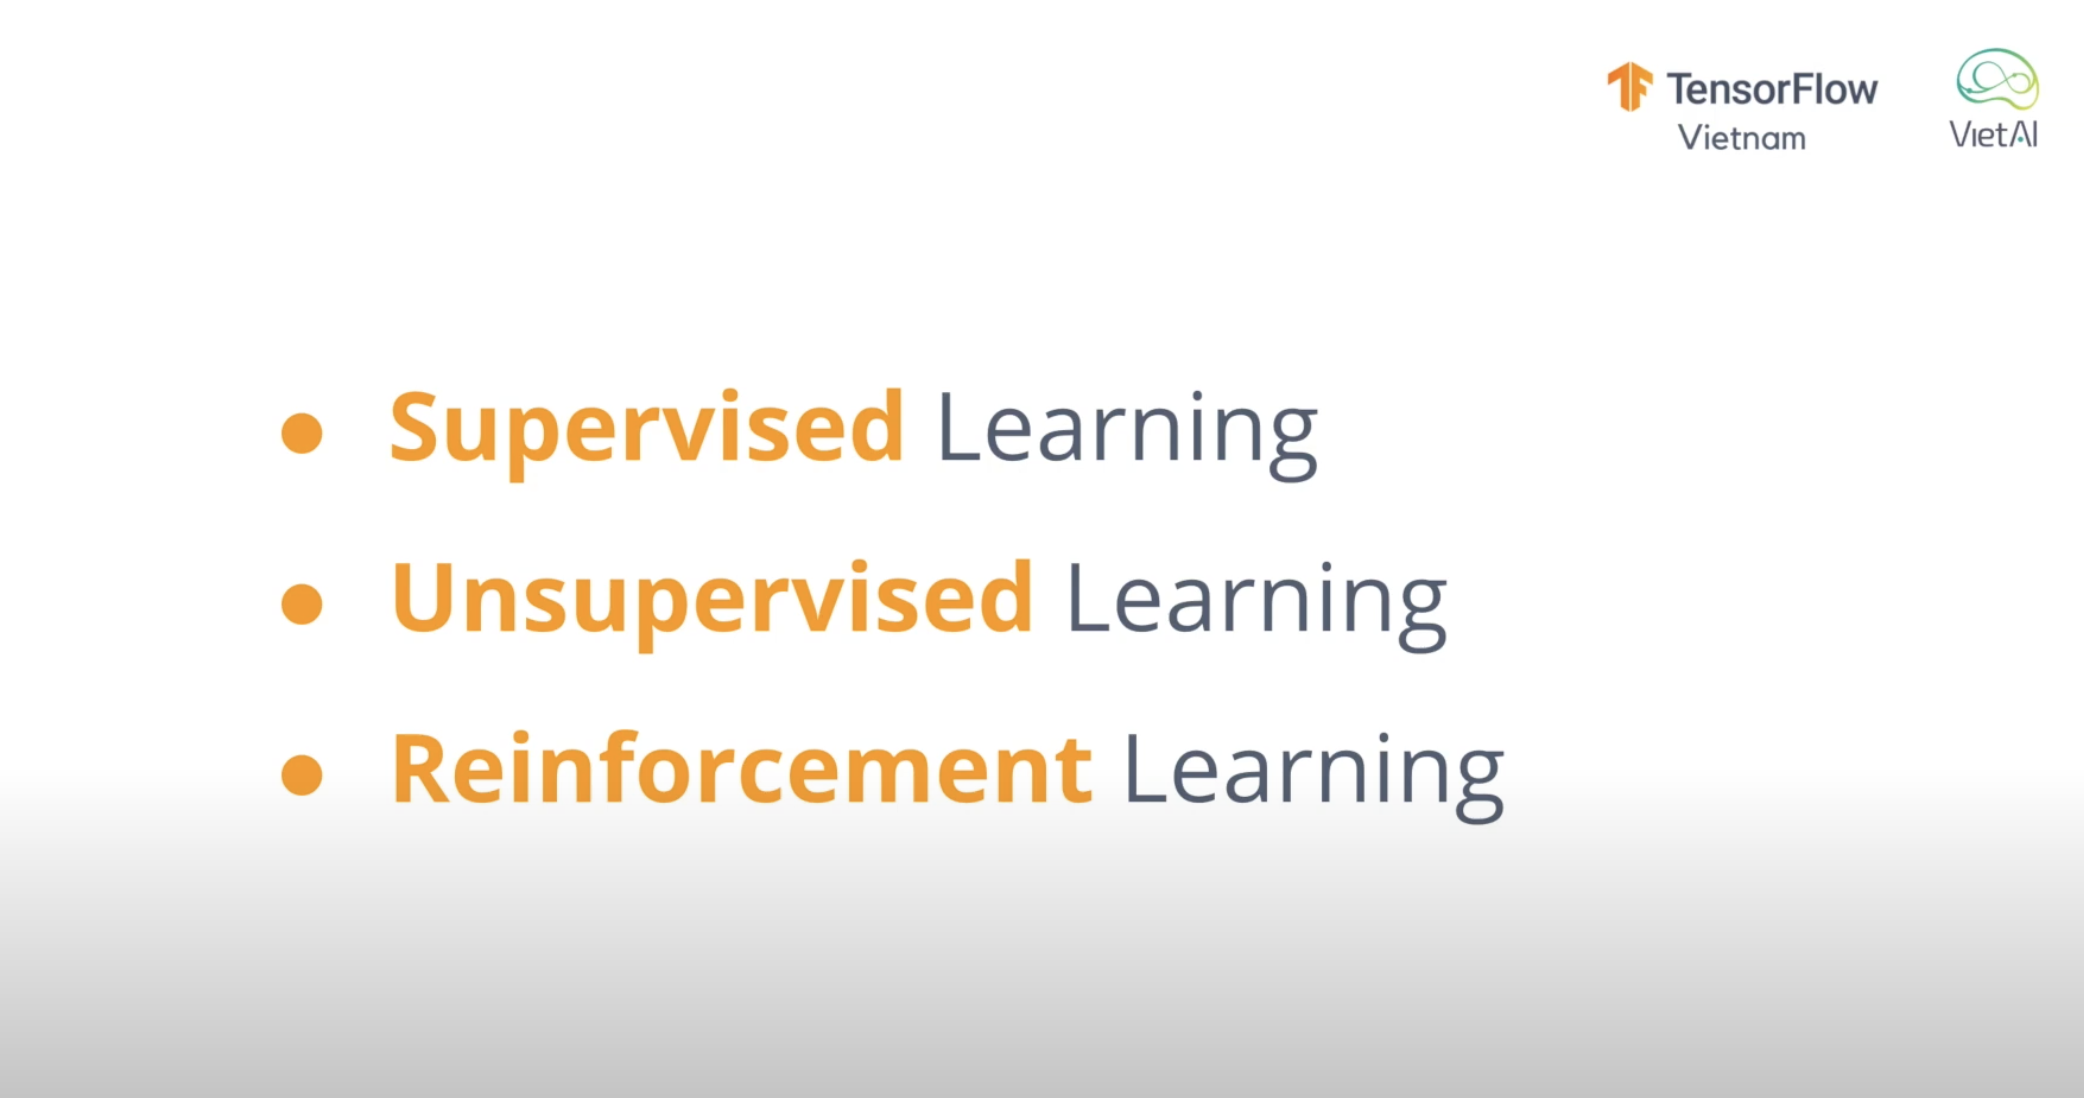 TensorFlow
Vietnam
VietAI
● Supervised Learning
● Unsupervised Learning
● Reinforcement Learning